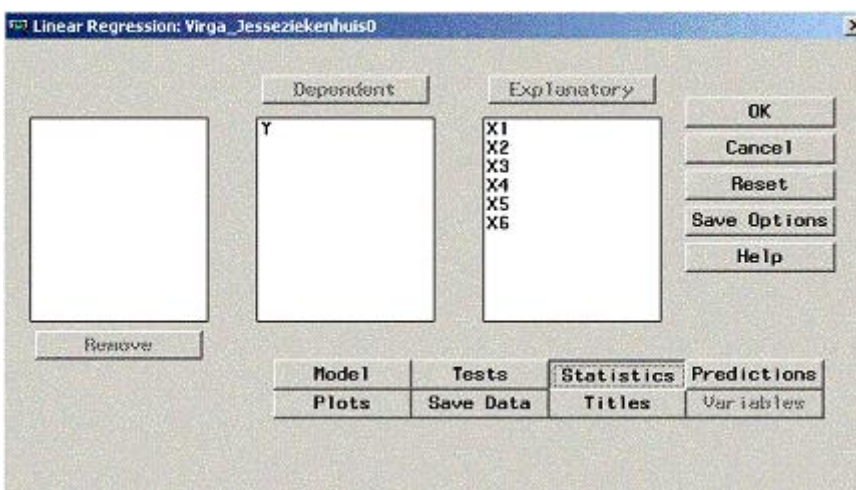 Linear Regression: Virga_Jesseziekenhuis0
Dependent
Explanatory
Y
X1
X2
X3
X4
X5
X6
OK
Cancel
Reset
Save Options
Help
Remove
Model
Tests
Statistics
Predictions
Plots
Save Data
Titles
Variables